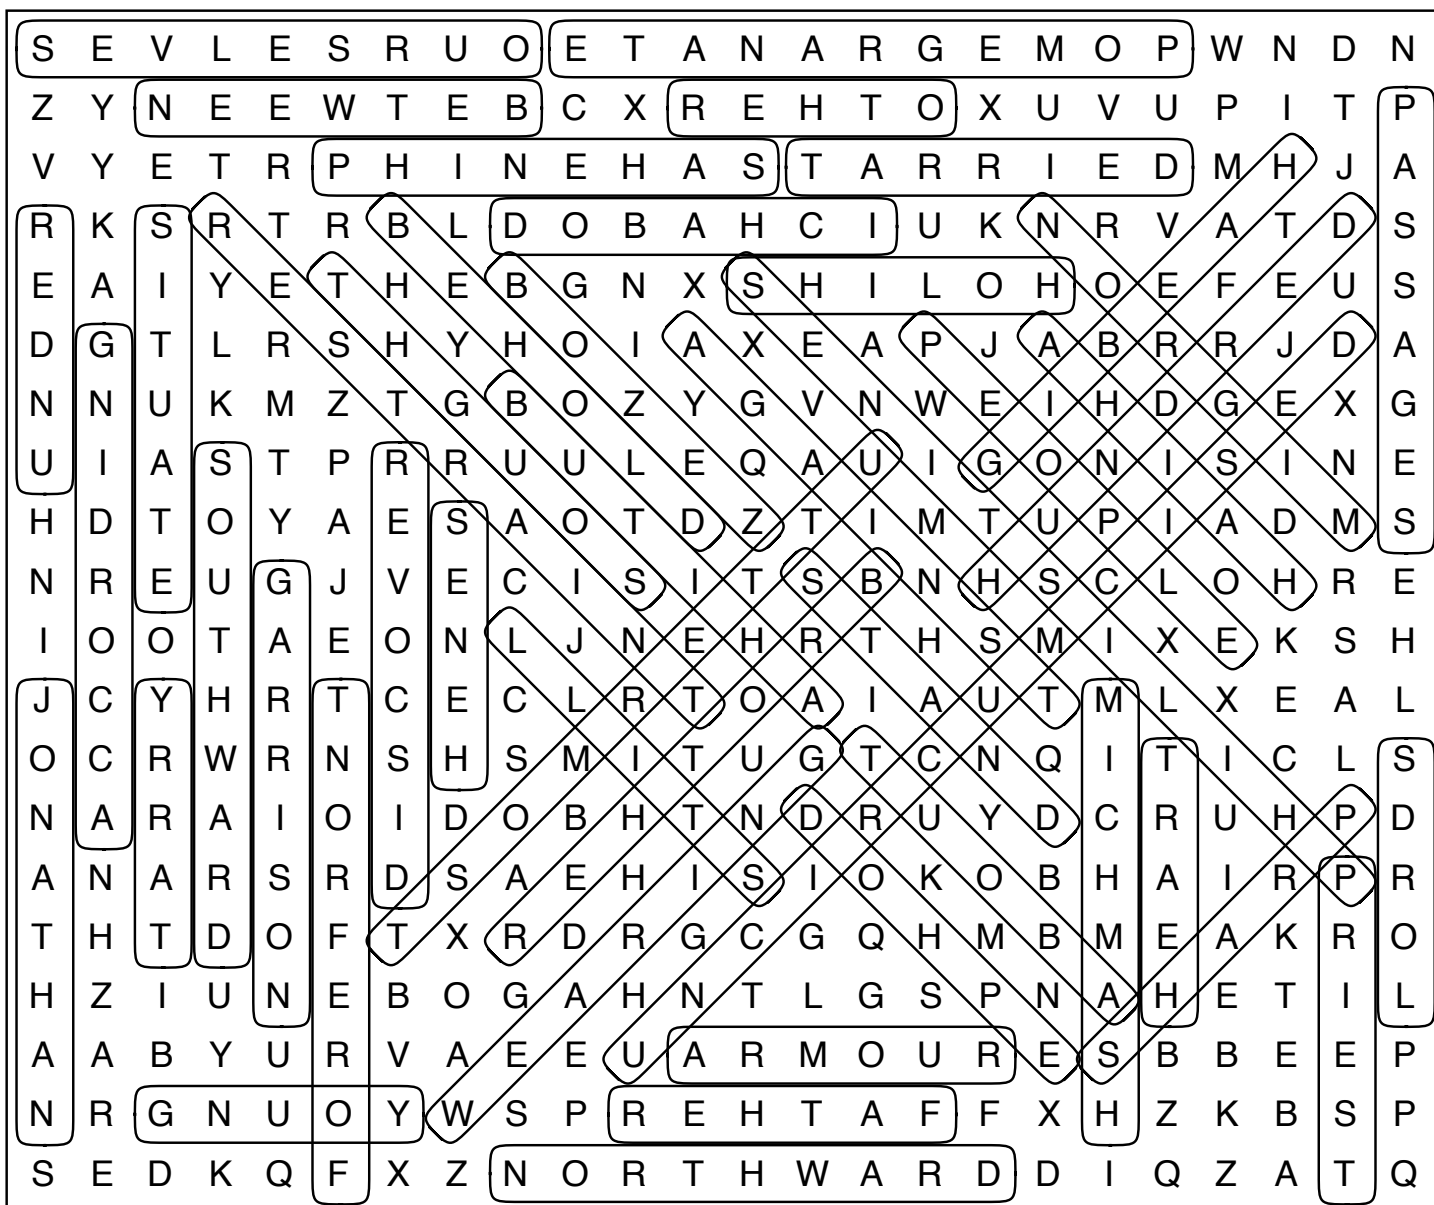 S E V L E S R U O E T A N A R G E M O P W N D N
Z Y N E E W T E B C X R E H T O X U V U P I T P
V Y E T R P H I N E H A S T A R R I E D M H J A
R K S R T R B L D O B A H C I U K N R V A T D S
E A I Y E T H E B G N X S H I L O H O E F E U S
D G T L R S H Y H O I A X E A P J A B R R J D A
N N U K M Z T G B O Z Y G V N W E I H D G E X G
U I A S T P R R U U L E Q A U I G O N I S I N E
H D T O Y A E S A O T D Z T I M T U P I A D M S
N R E U G J V E C I S I T S B N H S C L O H R E
I O O T A E O N L J N E H R T H S M I X E K S H
J C Y H R T C E C L R T O A I A U T M L X E A L
O C R W R N S H S M I T U G T C N Q I T I C L S
N A R A I O I D O B H T N D R U Y D C R U H P D
A N A R S R D S A E H I S I O K O B H A I R P R
T H T D O F T X R D R G C G Q H M B M E A K R O
H Z I U N E B O G A H N T L G S P N A H E T I L
A A B Y U R V A E E U A R M O U R E S B B E E P
N R G N U O Y W S P R E H T A F F X H Z K B S P
S E D K Q F X Z N O R T H W A R D D I Q Z A T Q